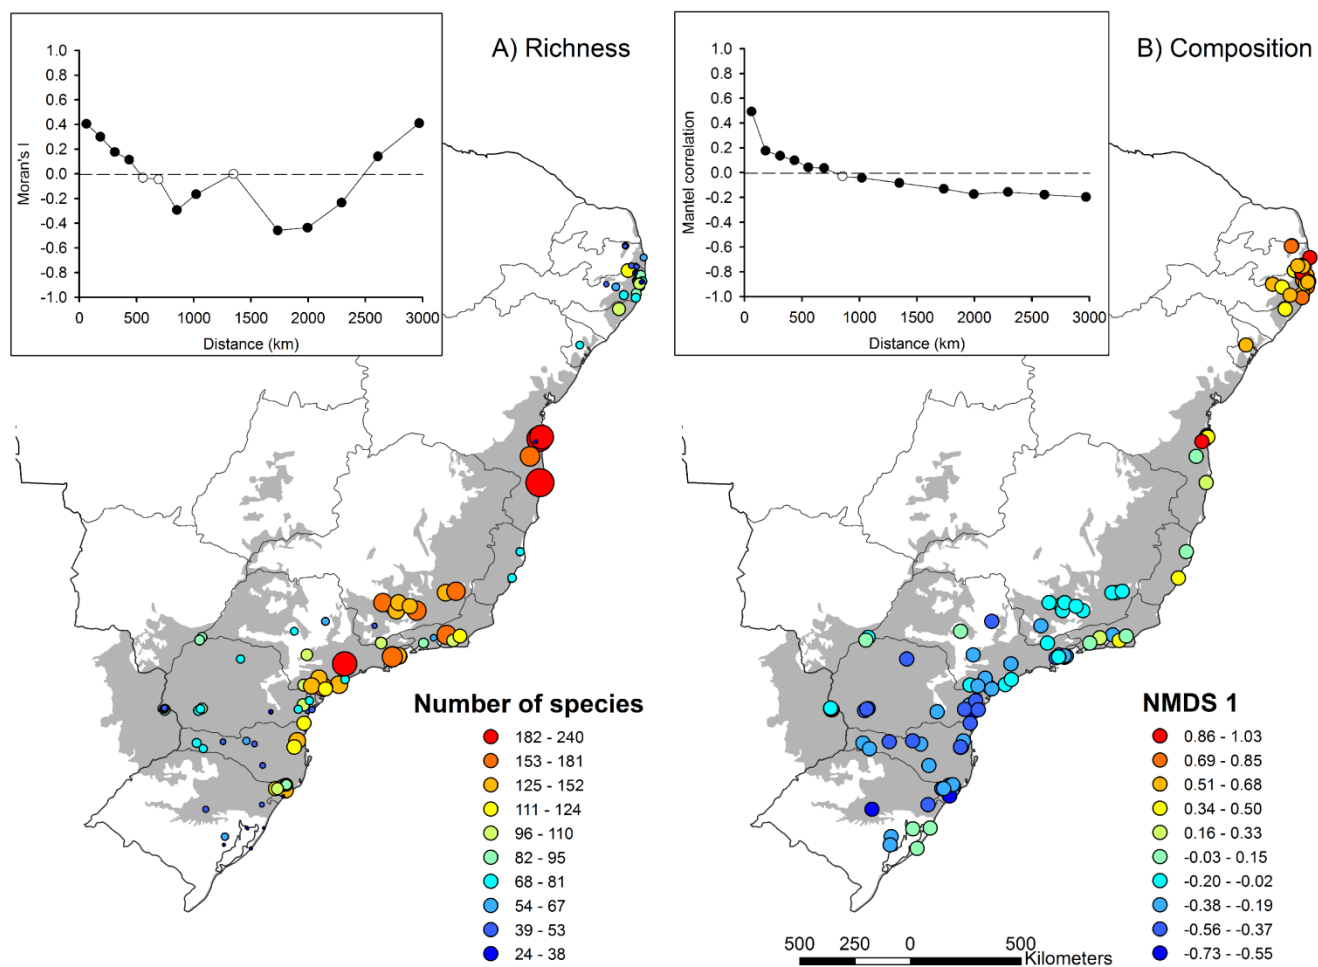 A) Richness
1.0
0.8
0.6
0.4
0.2
0.0
-0.2
-0.4
-0.6
-0.8
-1.0
Moran's I
0 500 1000 1500 2000 2500 3000
Distance (km)
B) Composition
1.0
0.8
0.6
0.4
0.2
0.0
-0.2
-0.4
-0.6
-0.8
-1.0
Mantel correlation
0 500 1000 1500 2000 2500 3000
Distance (km)
Number of species
182 - 240
153 - 181
125 - 152
111 - 124
96 - 110
82 - 95
68 - 81
54 - 67
39 - 53
24 - 38
NMDS 1
0.86 - 1.03
0.69 - 0.85
0.51 - 0.68
0.34 - 0.50
0.16 - 0.33
-0.03 - 0.15
-0.20 - -0.02
-0.38 - -0.19
-0.56 - -0.37
-0.73 - -0.55
500 250 0 500
Kilometers